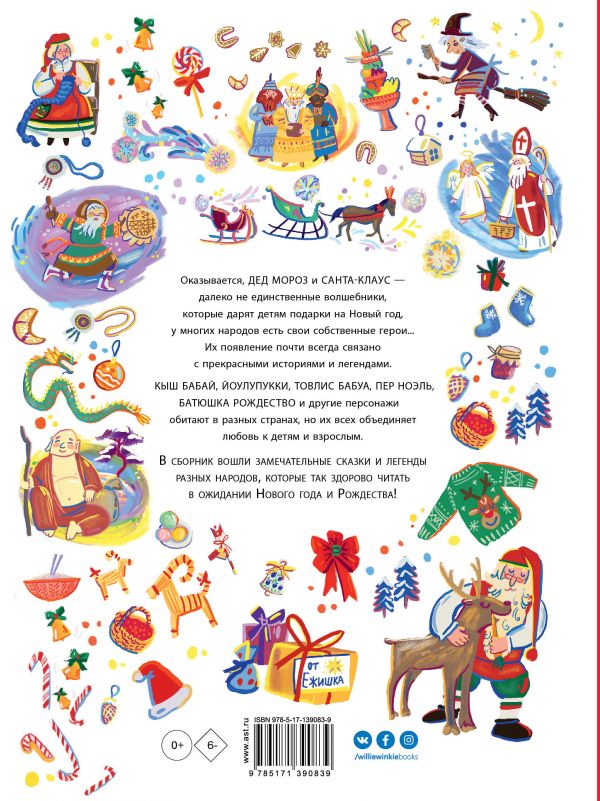 Оказывается, ДЕД МОРОЗ и САНТА-КЛАУС —
далеко не единственные волшебники,
которые дарят детям подарки на Новый год,
у многих народов есть свои собственные герои...
Их появление почти всегда связано
с прекрасными историями и легендами.
КЫШ БАБАЙ, ЙОУЛУПУККИ, ТОВЛИС БАБУА, ПЕР НОЭЛЬ,
БАТЮШКА РОЖДЕСТВО и другие персонажи
обитают в разных странах, но их всех объединяет
любовь к детям и взрослым.
В СБОРНИК ВОШЛИ ЗАМЕЧАТЕЛЬНЫЕ СКАЗКИ И ЛЕГЕНДЫ
РАЗНЫХ НАРОДОВ, КОТОРЫЕ ТАК ЗДОРОВО ЧИТАТЬ
В ОЖИДАНИИ НОВОГО ГОДА И РОЖДЕСТВА!
ОТ
ЕЖИШКА
0+
6-
www.ast.ru
ISBN 978-5-17-139083-9
9 785171 390839
/williewinkiebooks